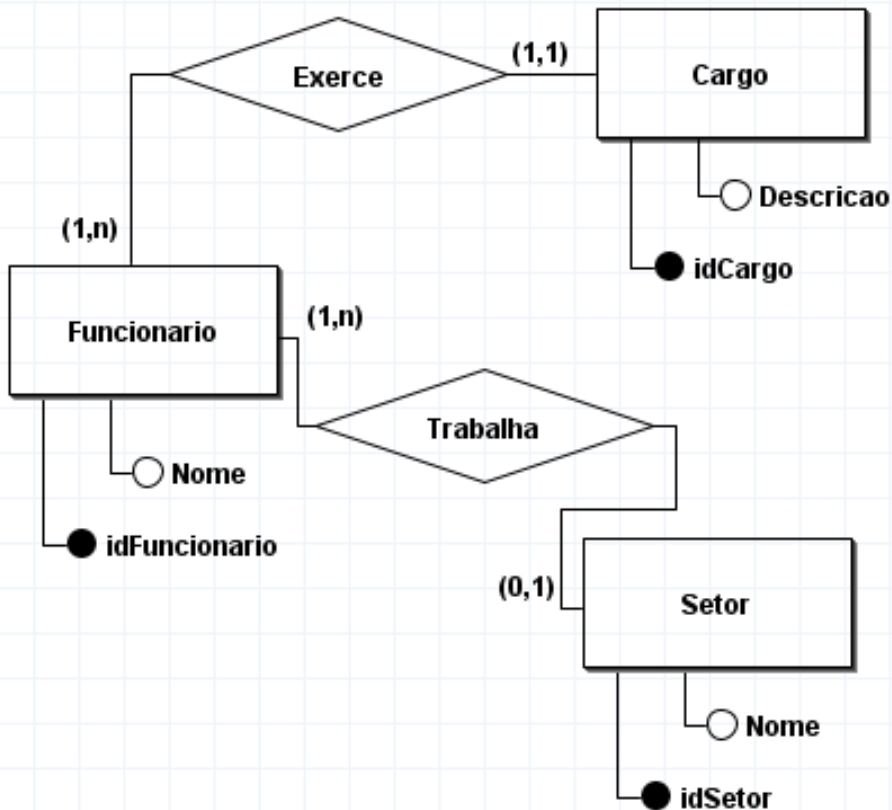 Exerce
(1,1)
Cargo
Descricao
idCargo
(1,n)
Funcionario
(1,n)
Trabalha
Nome
idFuncionario
(0,1)
Setor
Nome
idSetor